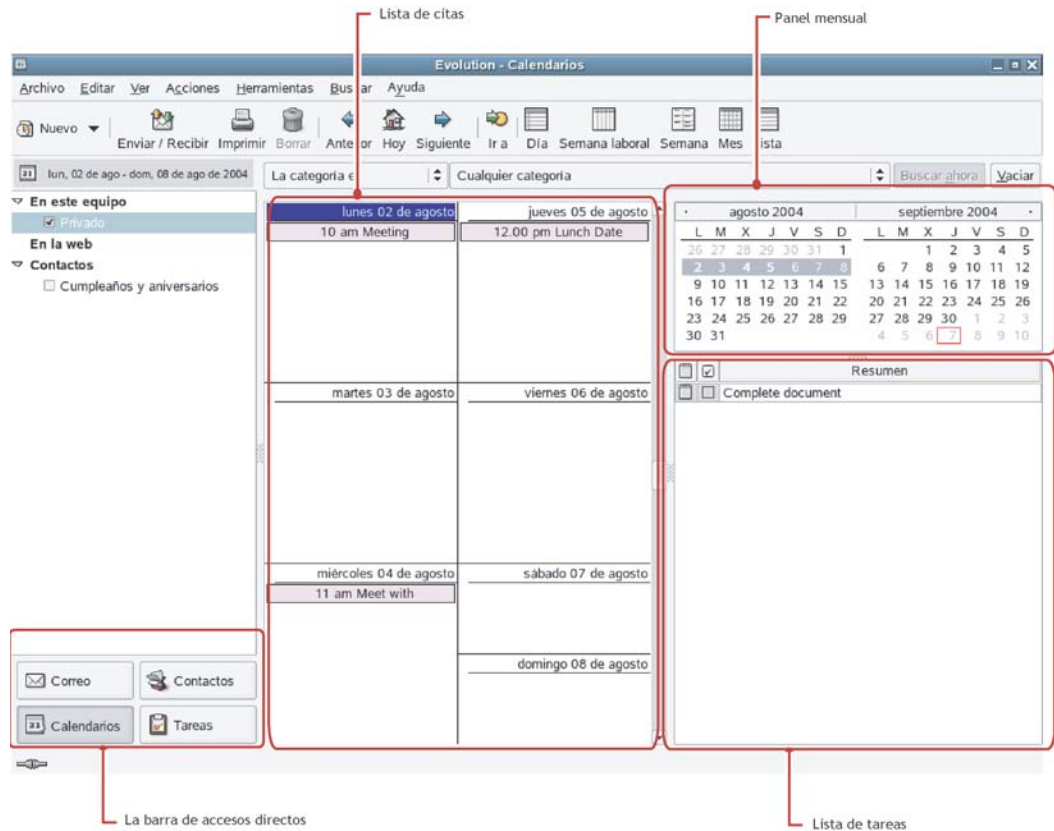 Lista de citas
Panel mensual
Evolution - Calendarios
Archivo Editar Ver Acciones Herramientas Ayuda
Nuevo
Enviar / Recibir Imprimir Borrar Hoy Siguiente Ir a Día Semana laboral Semana Mes
lun, 02 de ago - dom, 08 de ago de 2004
La categoría Cualquier categoría Buscar ahora Vaciar
En este equipo
Privado
En la web
Contactos
Cumpleaños y aniversarios
lunes 02 de agosto
10 am Meeting
martes 03 de agosto
miércoles 04 de agosto
11 am Meet with
jueves 05 de agosto
12.00 pm Lunch Date
viernes 06 de agosto
sábado 07 de agosto
domingo 08 de agosto
agosto 2004
L M X J V S D
26 27 28 29 30 31 1
2 3 4 5 6 7 8
9 10 11 12 13 14 15
16 17 18 19 20 21 22
23 24 25 26 27 28 29
30 31
septiembre 2004
L M X J V S D
1 2 3 4 5
6 7 8 9 10 11 12
13 14 15 16 17 18 19
20 21 22 23 24 25 26
27 28 29 30 1 2 3
4 5 6 7 8 9 10
Resumen
Complete document
Correo
Contactos
Calendarios
Tareas
La barra de accesos directos
Lista de tareas